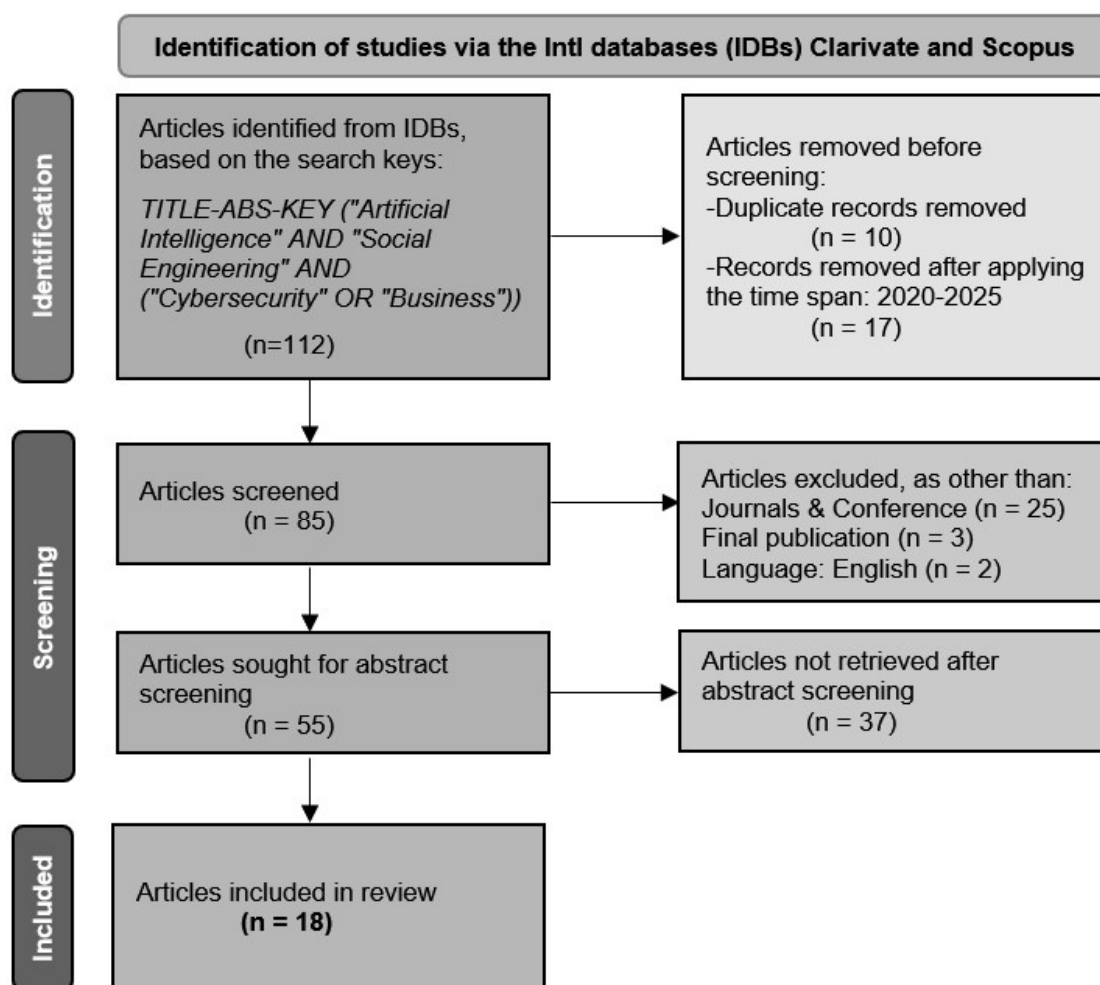 Identification of studies via the Intl databases (IDBs) Clarivate and Scopus
Identification
Articles identified from IDBs,
based on the search keys:
TITLE-ABS-KEY ("Artificial
Intelligence" AND "Social
Engineering" AND
("Cybersecurity" OR "Business"))
(n=112)
Articles removed before
screening:
-Duplicate records removed
(n = 10)
-Records removed after applying
the time span: 2020-2025
(n = 17)
Screening
Articles screened
(n = 85)
Articles excluded, as other than:
Journals & Conference (n = 25)
Final publication (n = 3)
Language: English (n = 2)
Articles sought for abstract
screening
(n = 55)
Articles not retrieved after
abstract screening
(n = 37)
Included
Articles included in review
(n = 18)